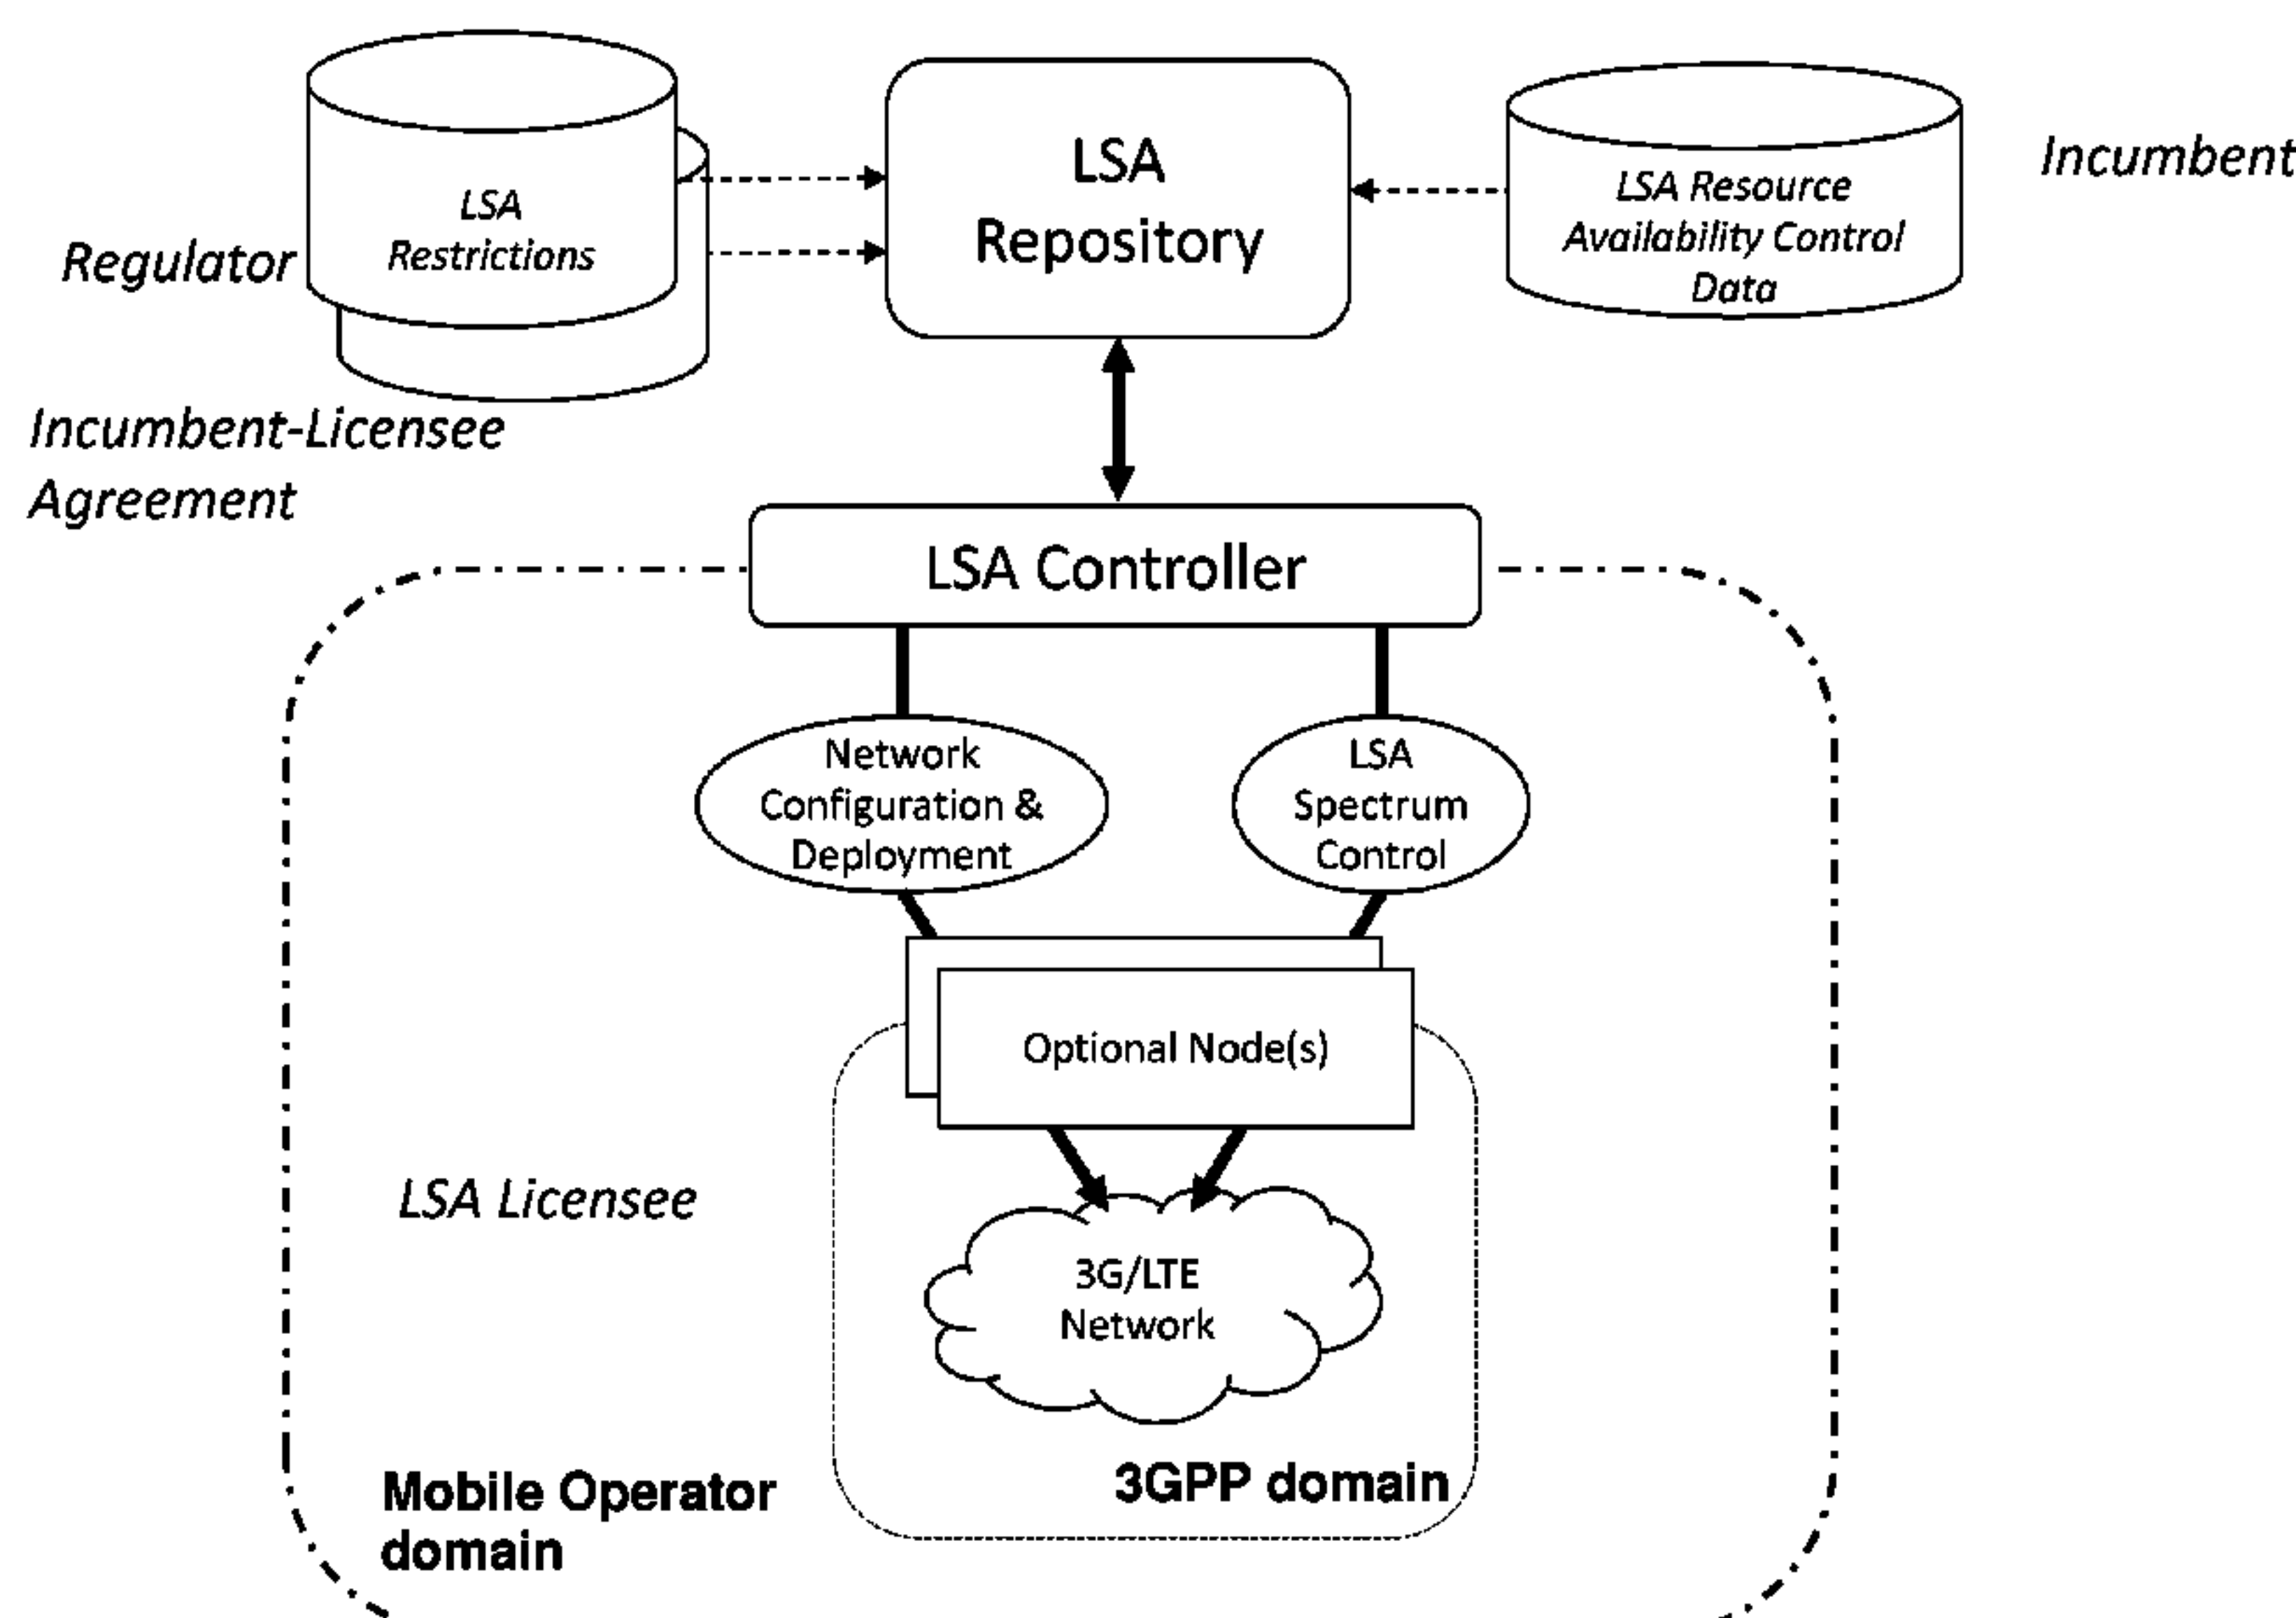 LSA
Restrictions
Regulator
Incumbent-Licensee
Agreement
LSA
Repository
LSA Resource
Availability Control
Data
Incumbent
LSA Controller
Network
Configuration &
Deployment
LSA
Spectrum
Control
Optional Node(s)
LSA Licensee
3G/LTE
Network
3GPP domain
Mobile Operator
domain